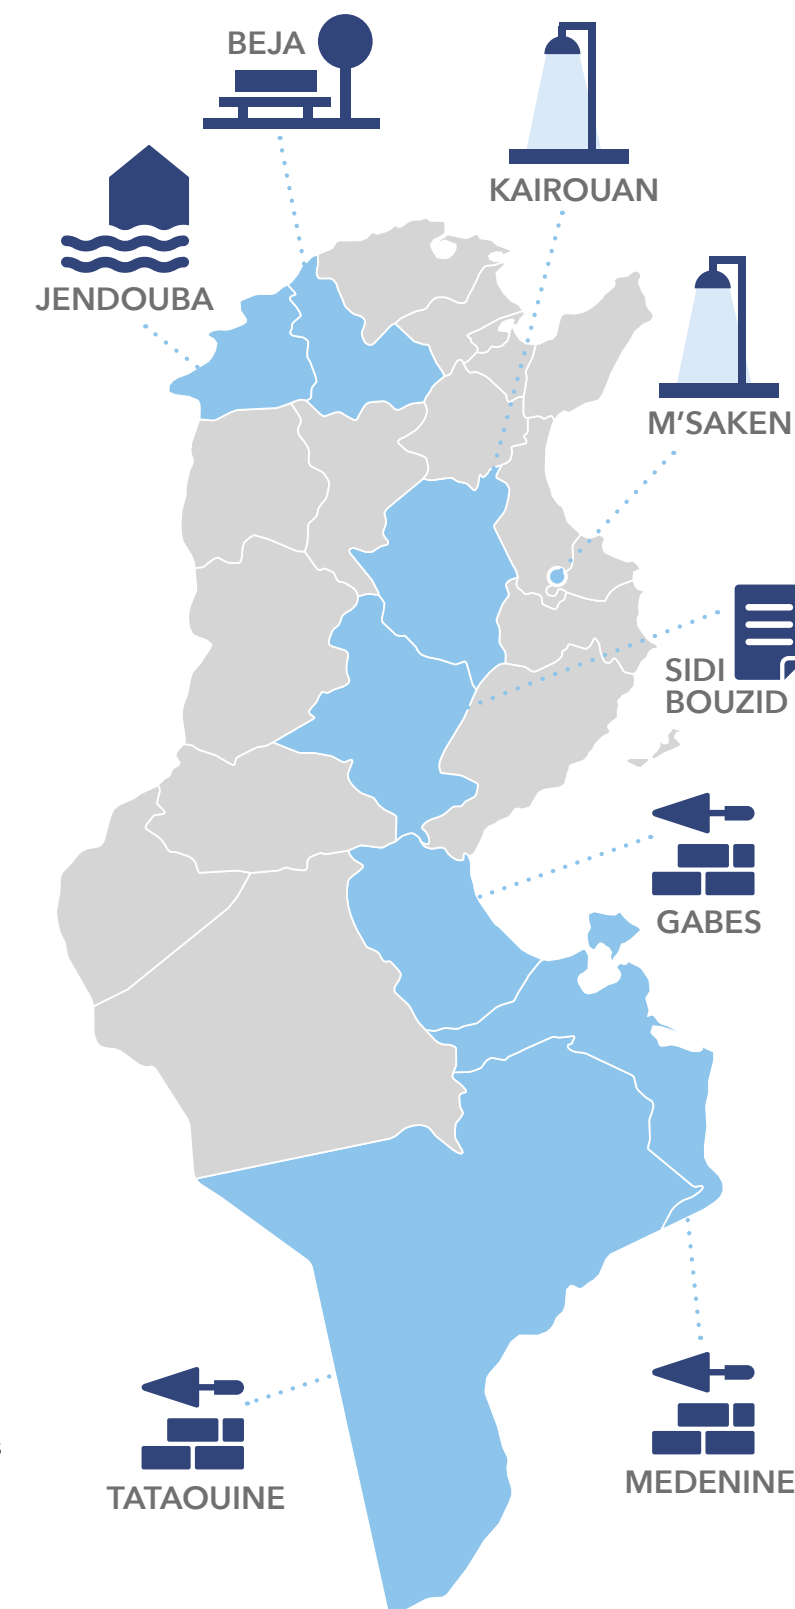 BEJA
KAIROUAN
JENDOUBA
M'SAKEN
SIDI
BOUZID
GABES
TATAOUINE
MEDENINE